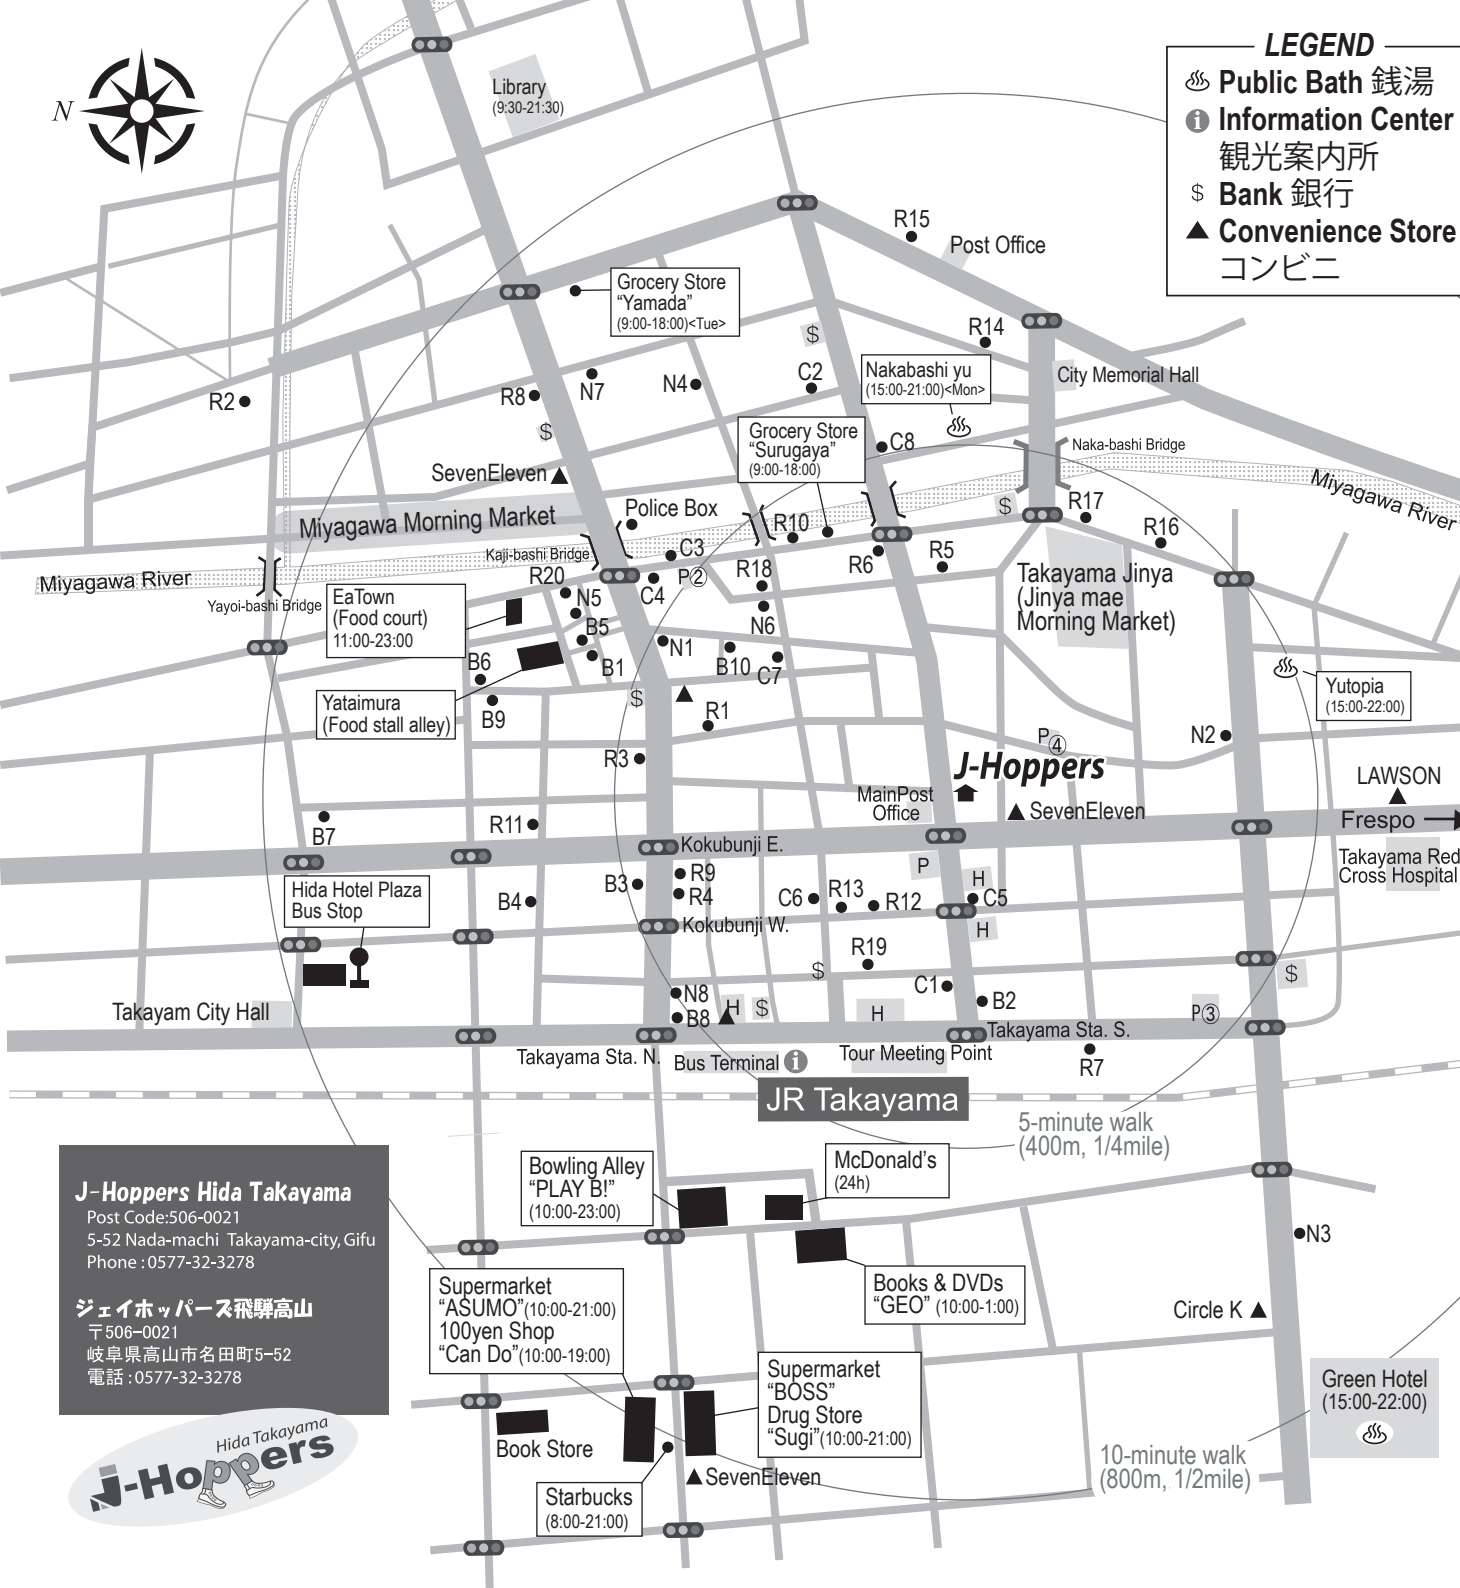 N
LEGEND
Public Bath 銭湯
i Information Center
観光案内所
$ Bank 銀行
Convenience Store
コンビニ
Library
(9:30-21:30)
R15
Post Office
Grocery Store
“Yamada”
(9:00-18:00)<Tue>
$
R14
R2
R8
N7
N4
C2
Nakabashi yu
(15:00-21:00)<Mon>
City Memorial Hall
$
Grocery Store
“Surugaya”
(9:00-18:00)
C8
Naka-bashi Bridge
SevenEleven
Miyagawa River
Miyagawa Morning Market
Police Box
R10
$
R17
R16
Kaji-bashi Bridge
C3
R6
R5
Miyagawa River
Yayoi-bashi Bridge
R20
C4
P②
R18
Takayama Jinya
(Jinya mae
Morning Market)
EaTown
(Food court)
11:00-23:00
N5
B5
N6
B6
B1
N1
B10
C7
Yataimura
(Food stall alley)
B9
$
R1
Yutopia
(15:00-22:00)
N2
P④
R3
J-Hoppers
LAWSON
MainPost
Office
SevenEleven
Frespo
B7
R11
Kokubunji E.
Takayama Red
Cross Hospital
Hida Hotel Plaza
Bus Stop
B3
R9
R4
P
H
B4
C6
R13
R12
C5
Kokubunji W.
H
R19
$
$
Takayam City Hall
N8
B8
H
$
H
C1
B2
P③
Takayama Sta. N.
Takayama Sta. S.
Bus Terminal i
Tour Meeting Point
R7
JR Takayama
5-minute walk
(400m, 1/4mile)
Bowling Alley
“PLAY B!”
(10:00-23:00)
McDonald’s
(24h)
J-Hoppers Hida Takayama
Post Code:506-0021
5-52 Nada-machi Takayama-city, Gifu
Phone : 0577-32-3278
ジェイホッパーズ飛騨高山
〒506-0021
岐阜県高山市名田町5-52
電話 : 0577-32-3278
N3
Supermarket
“ASUMO”(10:00-21:00)
100yen Shop
“Can Do”(10:00-19:00)
Books & DVDs
“GEO” (10:00-1:00)
Circle K
Supermarket
“BOSS”
Drug Store
“Sugi”(10:00-21:00)
Green Hotel
(15:00-22:00)
Book Store
Hida Takayama
J-Hoppers
SevenEleven
10-minute walk
(800m, 1/2mile)
Starbucks
(8:00-21:00)